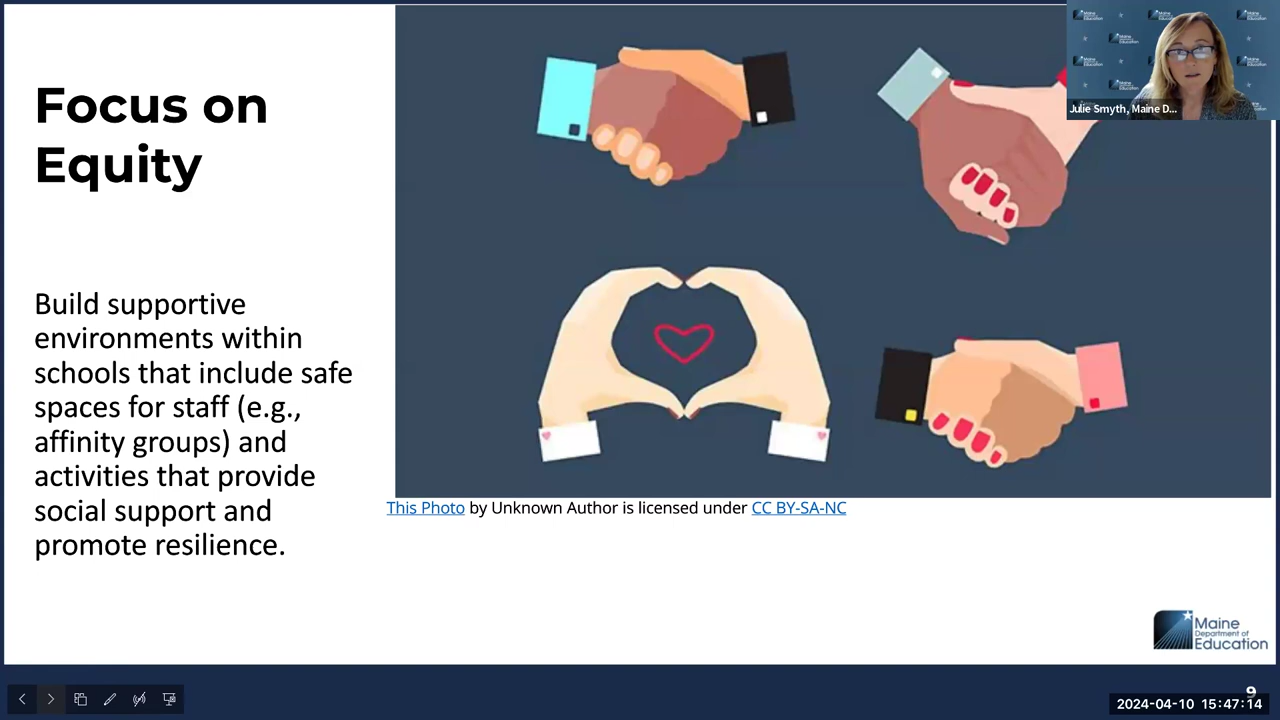 Focus on
Equity
Build supportive
environments within
schools that include safe
spaces for staff (e.g.,
affinity groups) and
activities that provide
social support and
promote resilience.
This Photo by Unknown Author is licensed under CC BY-SA-NC
Julie Smyth, Maine D...
Maine
Department of
Education
9
2024-04-10 15:47:14